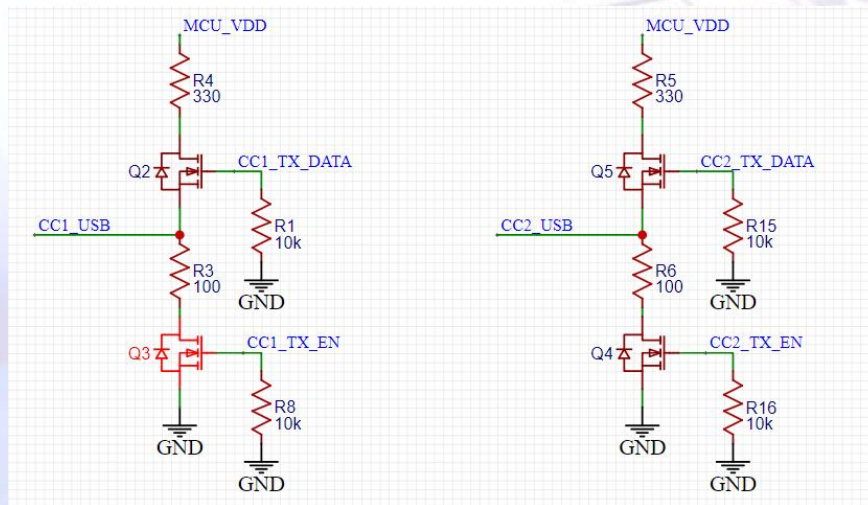 MCU_VDD
R4
330
Q2
CC1_TX_DATA
R1
10k
GND
CC1_USB
R3
100
Q3
CC1_TX_EN
R8
10k
GND
GND
MCU_VDD
R5
330
Q5
CC2_TX_DATA
R15
10k
GND
CC2_USB
R6
100
Q4
CC2_TX_EN
R16
10k
GND
GND